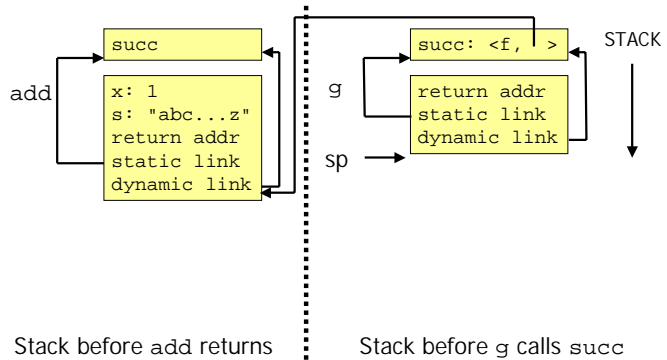 succ
add
x: 1
s: "abc...z"
return addr
static link
dynamic link
Stack before add returns
succ: <f, >
STACK
g
return addr
static link
dynamic link
sp
Stack before g calls succ